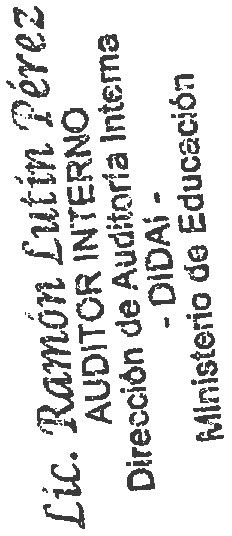 Lic. Ramón Lutín Pérez
AUDITOR INTERNO
Dirección de Auditoría Interna
- DIDAI -
Ministerio de Educación